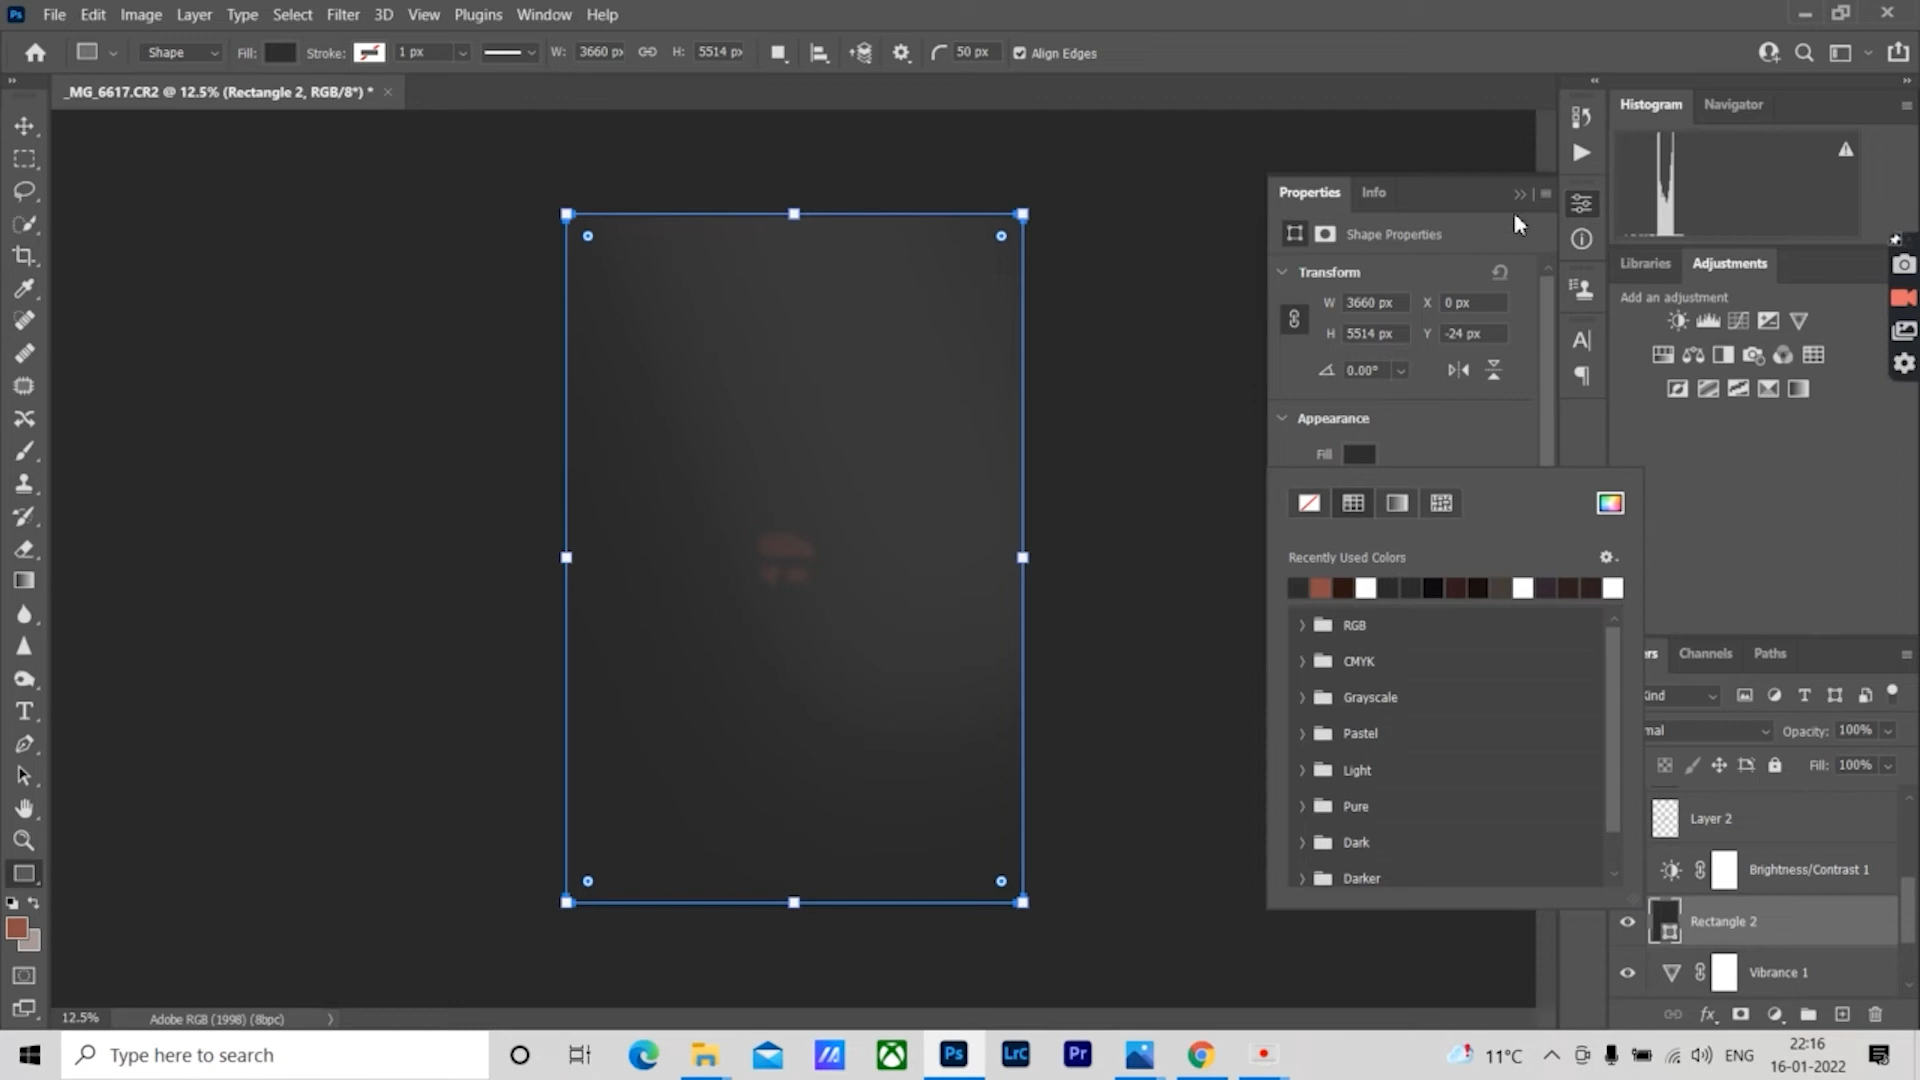 Ps File Edit Image Layer Type Select Filter 3D View Plugins Window Help
Shape Fill: Stroke: 1 px W: 3660 px H: 5514 px 50 px Align Edges
_MG_6617.CR2 @ 12.5% (Rectangle 2, RGB/8*) *
Histogram Navigator
Properties Info
Shape Properties
Transform
W 3660 px X 0 px
H 5514 px Y -24 px
0.00°
Appearance
Fill
Recently Used Colors
RGB
CMYK
Grayscale
Pastel
Light
Pure
Dark
Darker
Libraries Adjustments
Add an adjustment
Channels Paths
Kind
Opacity: 100%
Fill: 100%
Layer 2
Brightness/Contrast 1
Rectangle 2
Vibrance 1
12.5% Adobe RGB (1998) (8bpc)
Type here to search
Ps LrC Pr
11°C ENG
22:16
16-01-2022